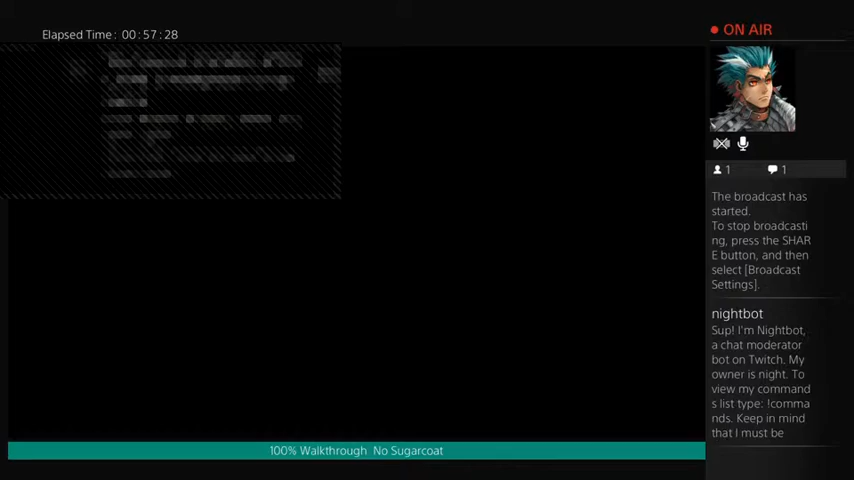 Elapsed Time: 00:57:28
ON AIR
1
1
The broadcast has
started.
To stop broadcasti
ng, press the SHAR
E button, and then
select [Broadcast
Settings].
nightbot
Sup! I'm Nightbot,
a chat moderator
bot on Twitch. My
owner is night. To
view my command
s list type: !comma
nds. Keep in mind
that I must be
100% Walkthrough No Sugarcoat